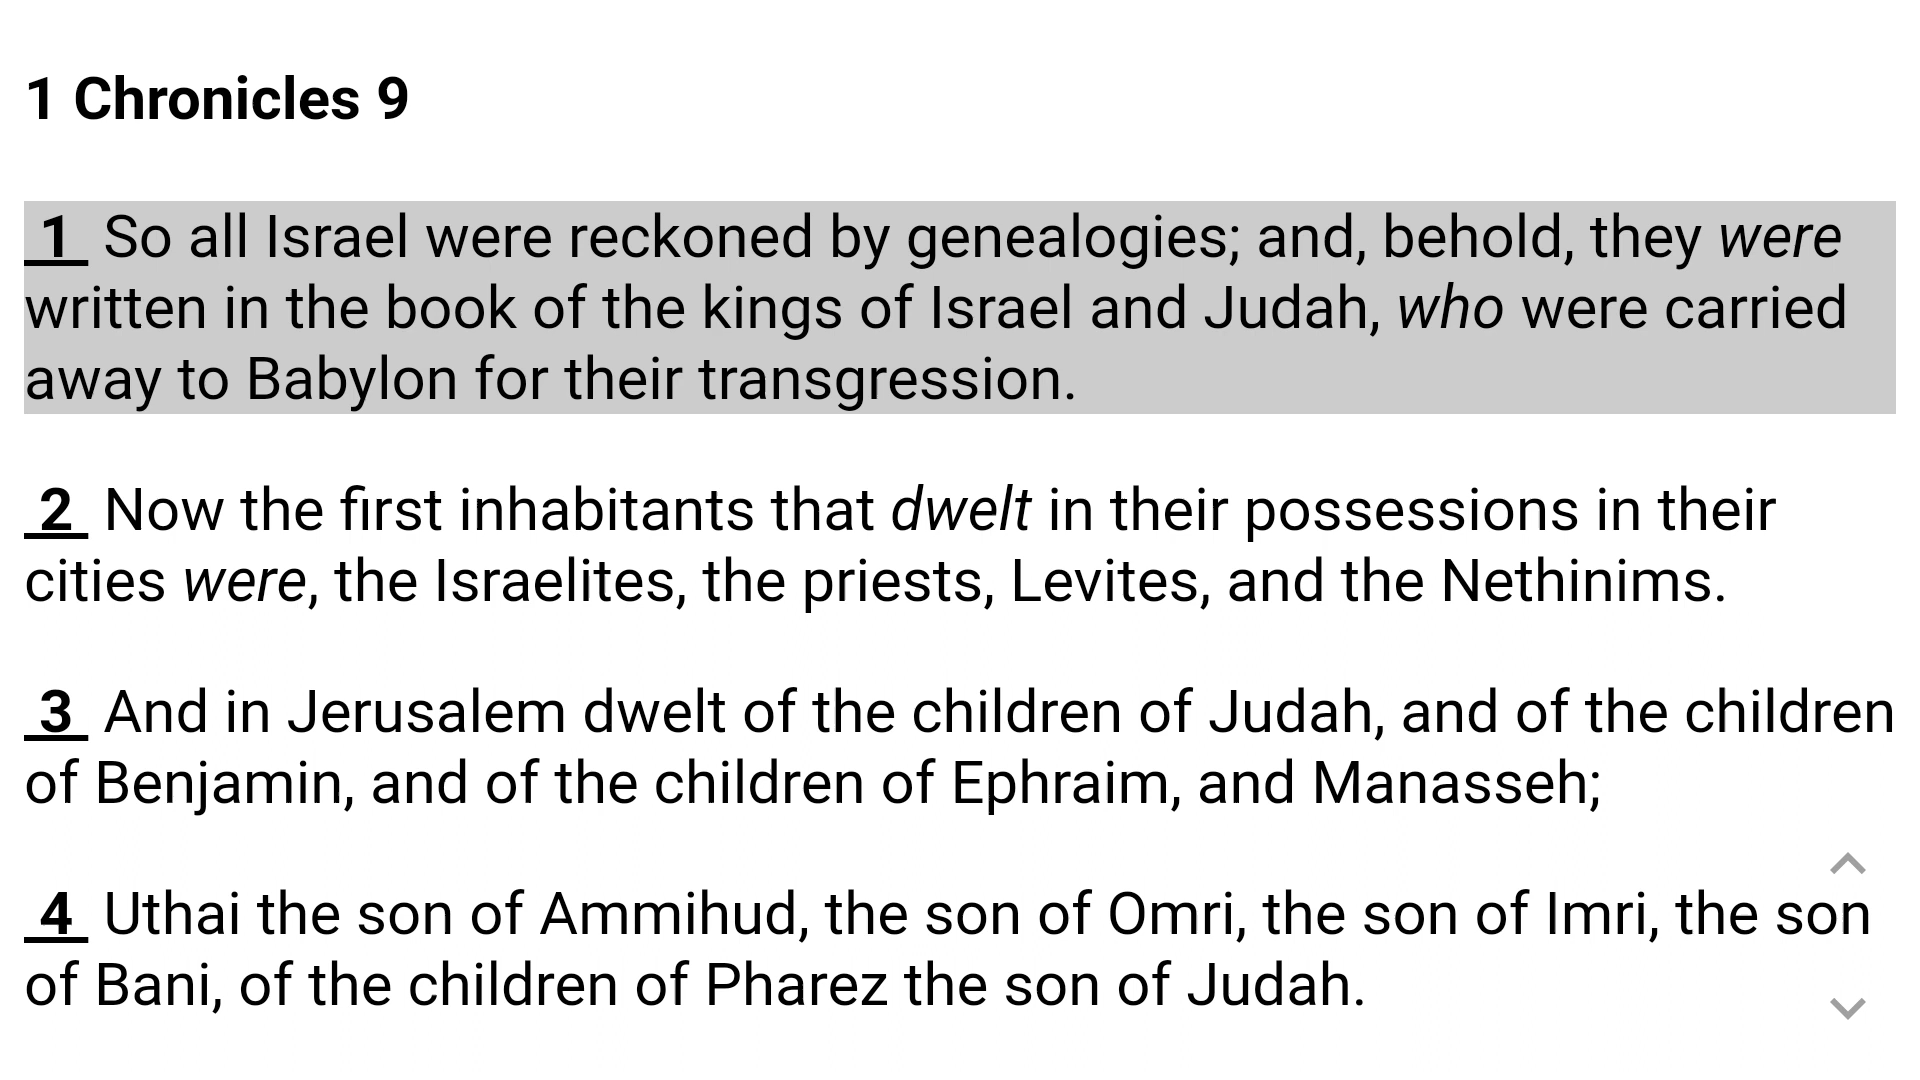 1 Chronicles 9
1 So all Israel were reckoned by genealogies; and, behold, they were
written in the book of the kings of Israel and Judah, who were carried
away to Babylon for their transgression.
2 Now the first inhabitants that dwelt in their possessions in their
cities were, the Israelites, the priests, Levites, and the Nethinims.
3 And in Jerusalem dwelt of the children of Judah, and of the children
of Benjamin, and of the children of Ephraim, and Manasseh;
4 Uthai the son of Ammihud, the son of Omri, the son of Imri, the son
of Bani, of the children of Pharez the son of Judah.